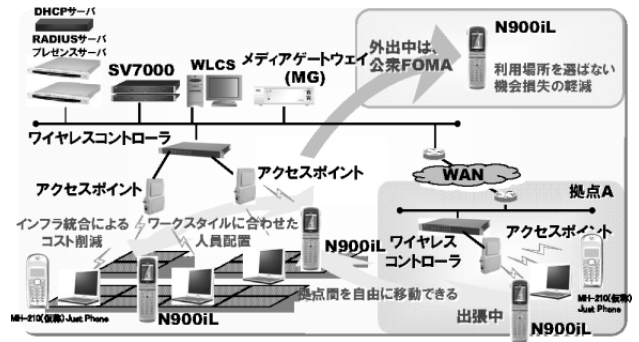 DHCPサーバ
RADIUSサーバ
プレゼンスサーバ
SV7000
WLCS
メディアゲートウェイ
(MG)
外出中は、
公衆FOMA
N900iL
利用場所を選ばない
機会損失の軽減
ワイヤレスコントローラ
アクセスポイント
アクセスポイント
WAN
拠点A
インフラ統合による
コスト削減
ワークスタイルに合わせた
人員配置
N900iL
ワイヤレス
コントローラ
アクセスポイント
拠点間を自由に移動できる
MH-210(仮称)Just Phone
N900iL
出張中
N900iL
MH-210(仮称)
Just Phone